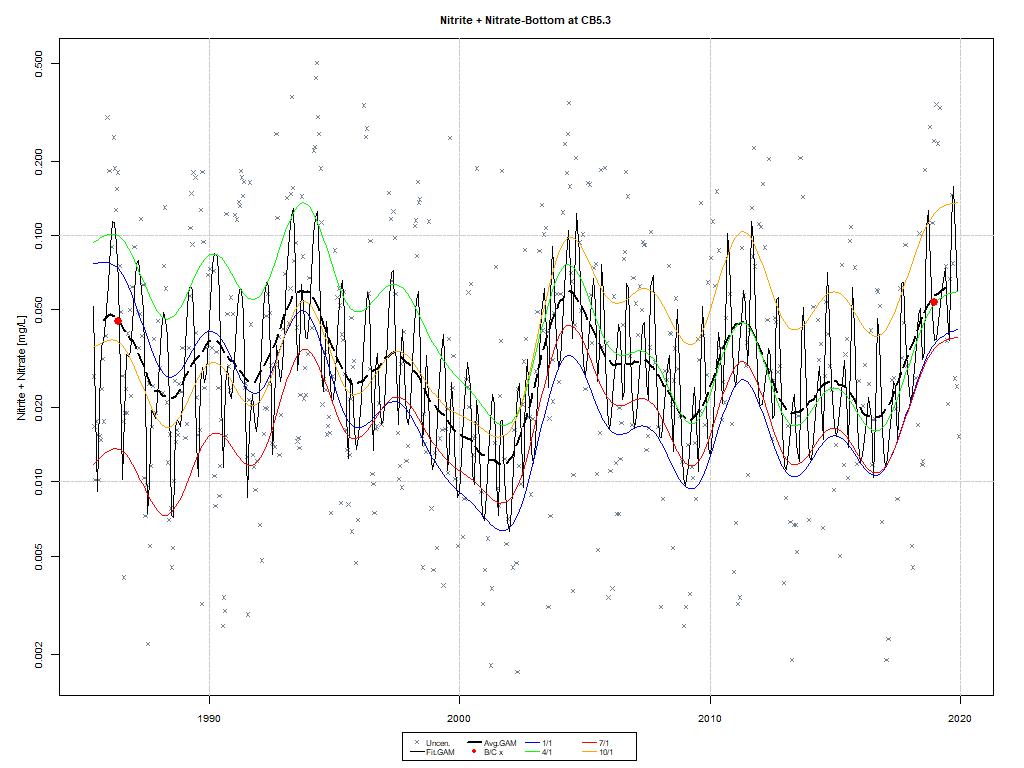 Nitrite + Nitrate-Bottom at CB5.3
Nitrite + Nitrate [mg/L]
0.500
0.200
0.100
0.050
0.020
0.010
0.005
0.002
1990 2000 2010 2020
Uncen. Avg.GAM 1/1 7/1
Fit.GAM B/C x 4/1 10/1